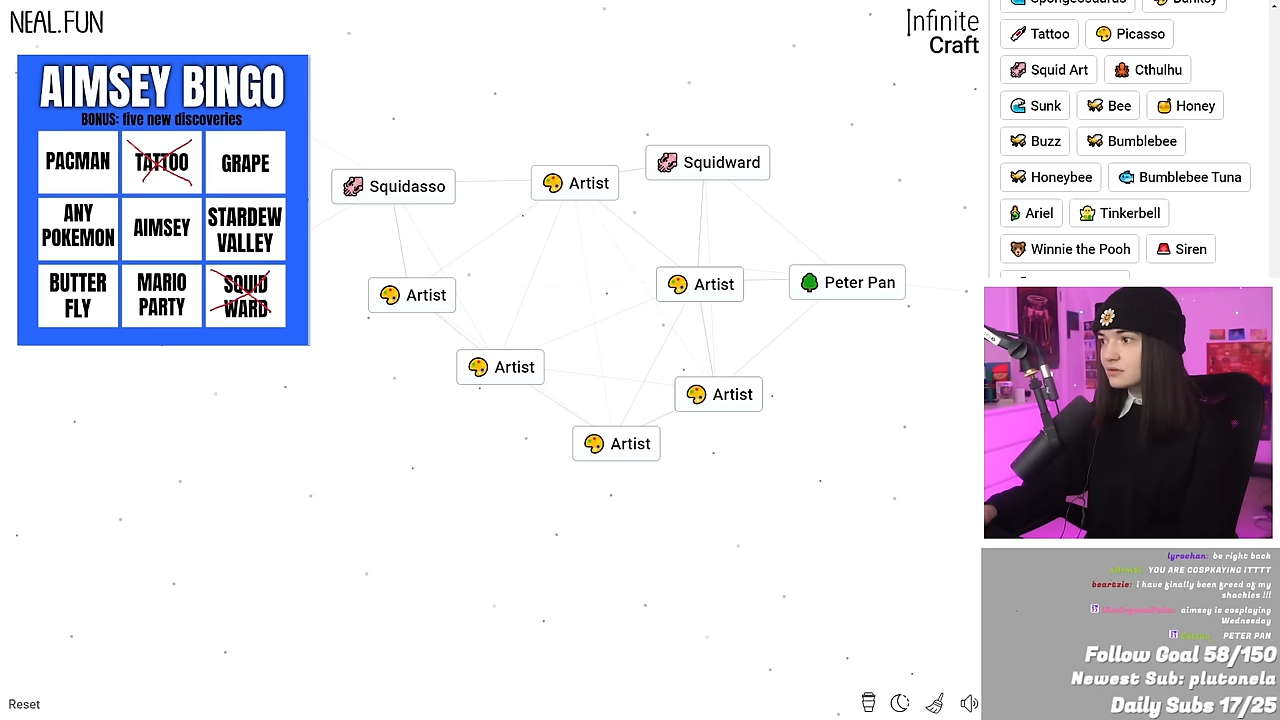 NEAL.FUN
Infinite
Craft
AIMSEY BINGO
BONUS: five new discoveries
PACMAN
TATTOO
GRAPE
ANY
POKEMON
AIMSEY
STARDEW
VALLEY
BUTTER
FLY
MARIO
PARTY
SQUID
WARD
Squidasso
Artist
Squidward
Artist
Artist
Peter Pan
Artist
Artist
Artist
Tattoo
Picasso
Squid Art
Cthulhu
Sunk
Bee
Honey
Buzz
Bumblebee
Honeybee
Bumblebee Tuna
Ariel
Tinkerbell
Winnie the Pooh
Siren
lyrochan: be right back
YOU ARE COSPKAYING ITTTT
beartzie: i have finally been freed of my
shackles !!!
aimsey is cosplaying
Wednesday
PETER PAN
Follow Goal 58/150
Newest Sub: plutonela
Daily Subs 17/25
Reset